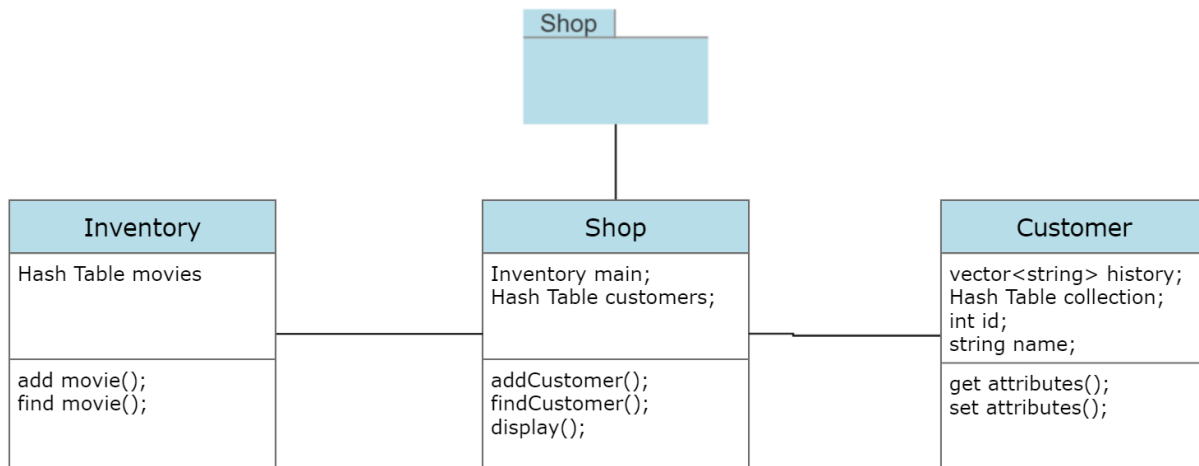 Shop
Inventory
Hash Table movies
add movie();
find movie();
Shop
Inventory main;
Hash Table customers;
addCustomer();
findCustomer();
display();
Customer
vector<string> history;
Hash Table collection;
int id;
string name;
get attributes();
set attributes();